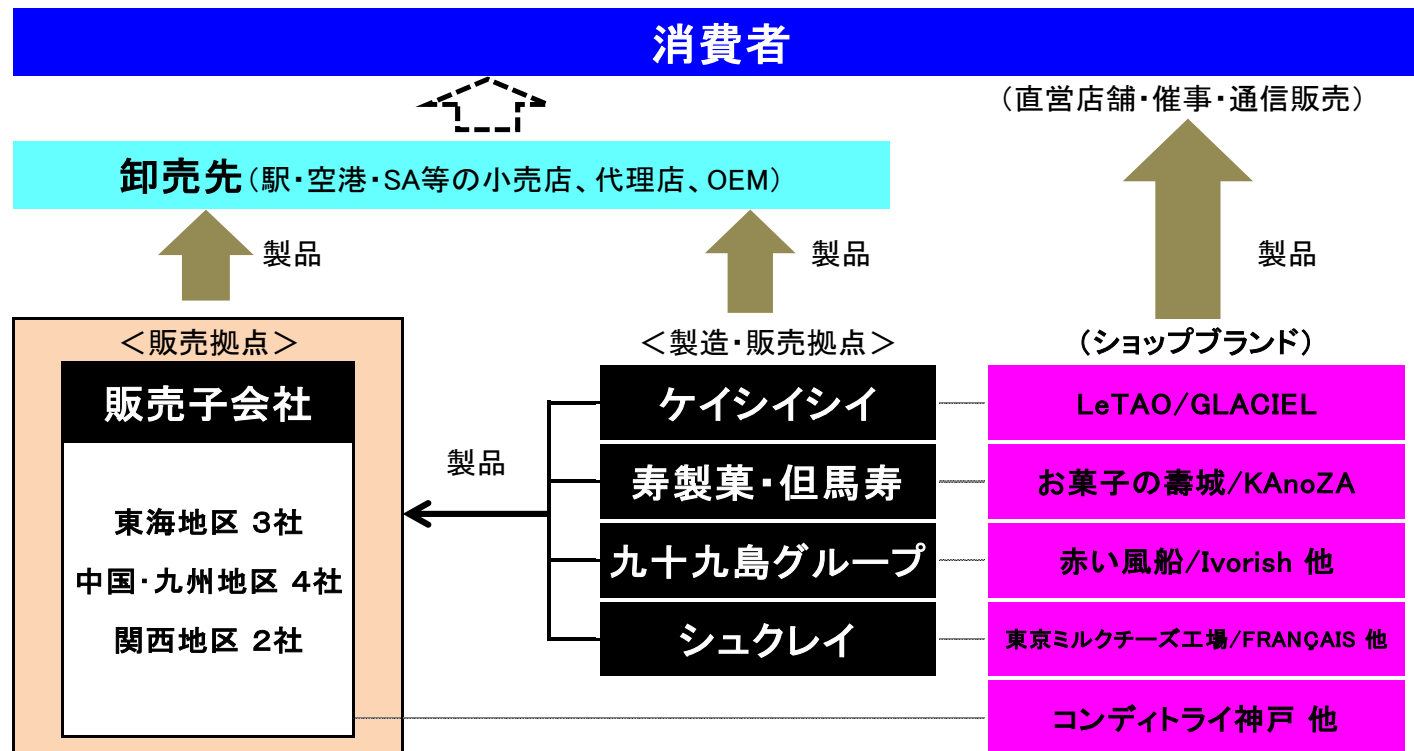 消費者
（直営店舗・催事・通信販売）
卸売先（駅・空港・SA等の小売店、代理店、OEM）
製品
製品
製品
＜販売拠点＞
販売子会社
東海地区 3社
中国・九州地区 4社
関西地区 2社
製品
＜製造・販売拠点＞
ケイシイシイ
寿製菓・但馬寿
九十九島グループ
シュクレイ
（ショップブランド）
LeTAO/GLACIEL
お菓子の壽城/KAnoZA
赤い風船/Ivorish 他
東京ミルクチーズ工場/FRANÇAIS 他
コンディトライ神戸 他